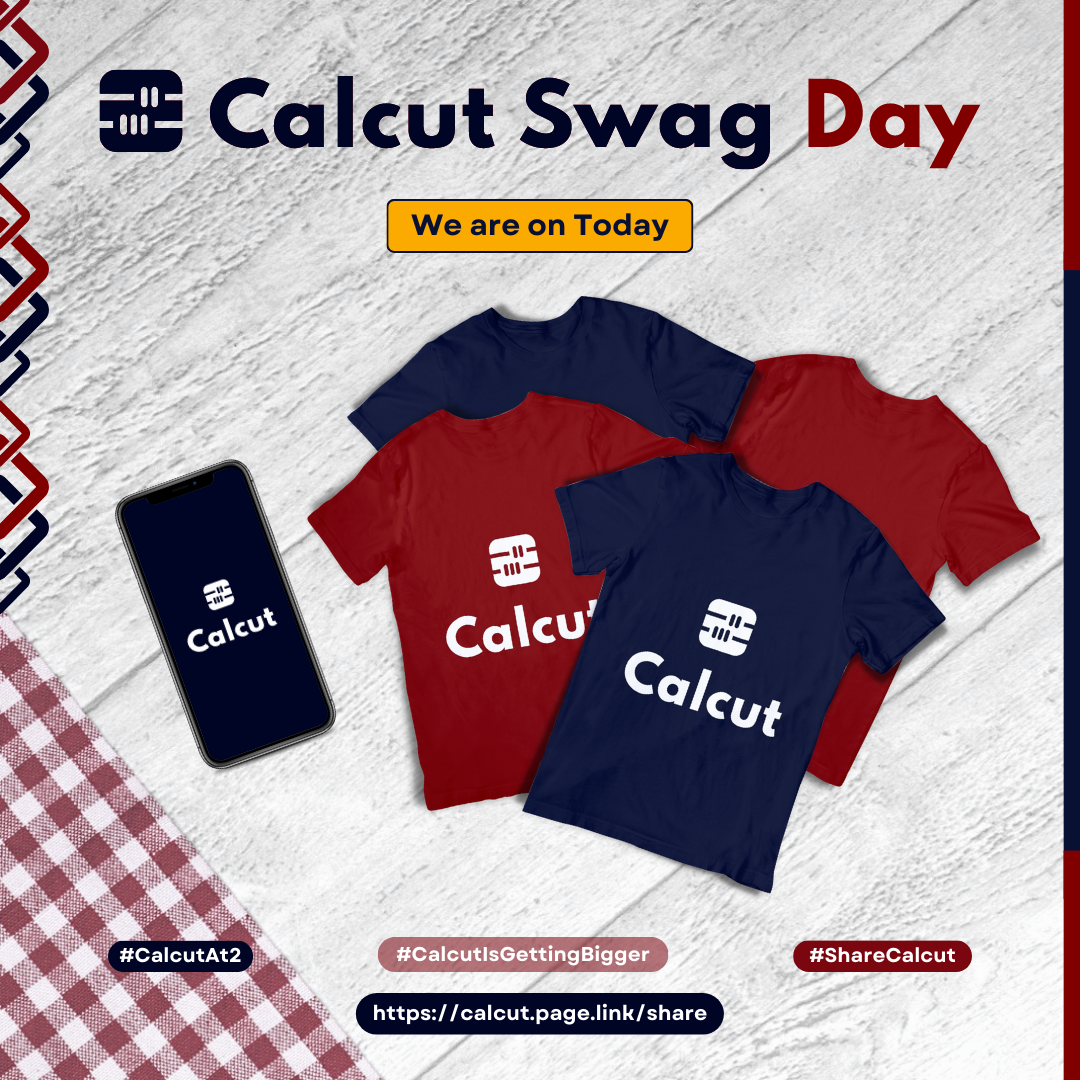 Calcut Swag Day
We are on Today
Calcut
Calcut
Calcut
#CalcutAt2
#CalcutIsGettingBigger
#ShareCalcut
https://calcut.page.link/share